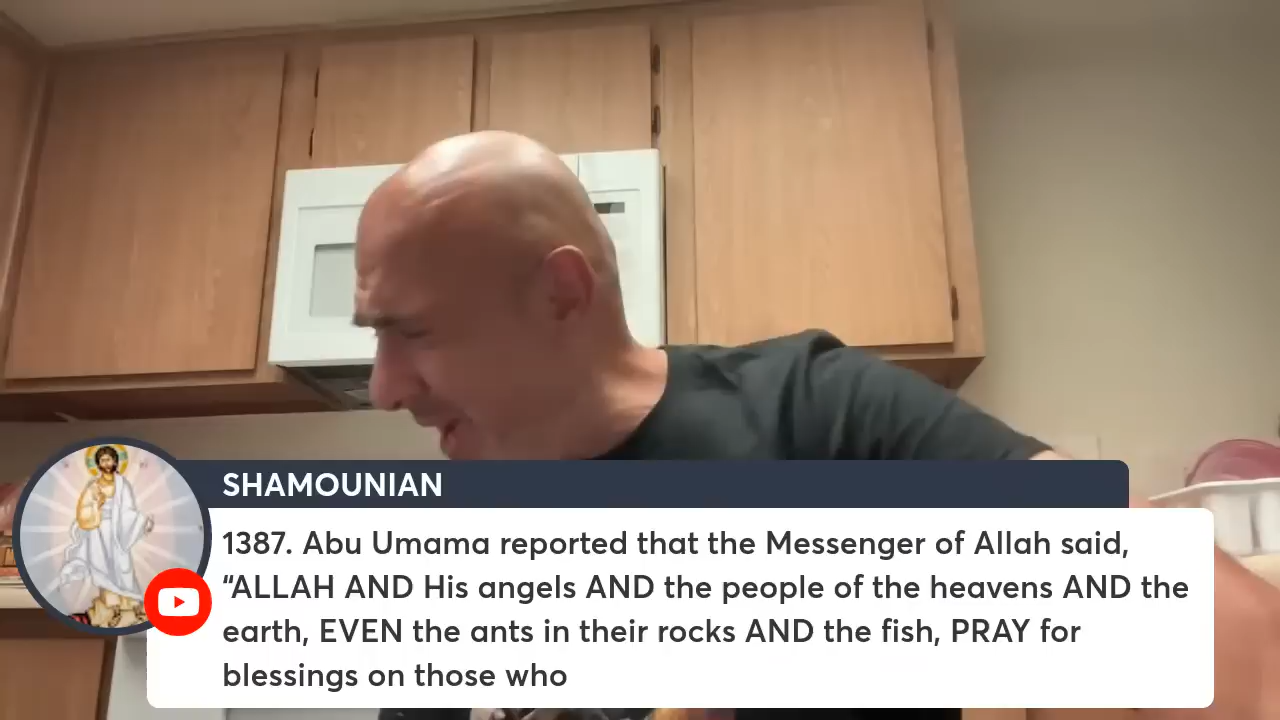 SHAMOUNIAN
1387. Abu Umama reported that the Messenger of Allah said,
“ALLAH AND His angels AND the people of the heavens AND the
earth, EVEN the ants in their rocks AND the fish, PRAY for
blessings on those who